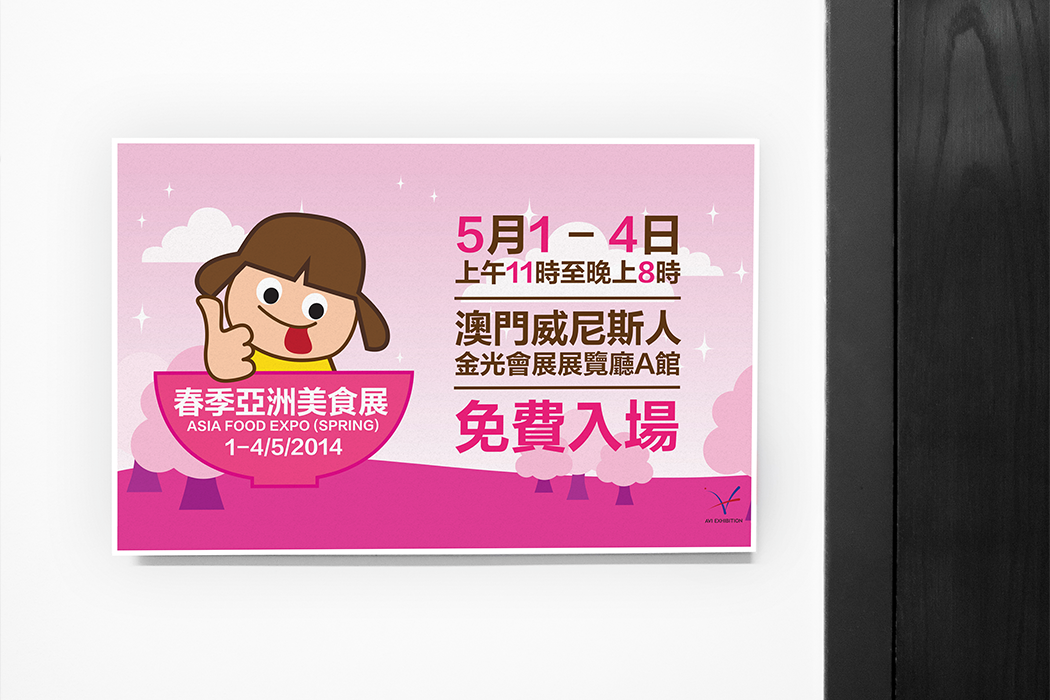 春季亞洲美食展
ASIA FOOD EXPO (SPRING)
1-4/5/2014
5月1 - 4日
上午11時至晚上8時
澳門威尼斯人
金光會展展覽廳A館
免費入場
AVI EXHIBITION